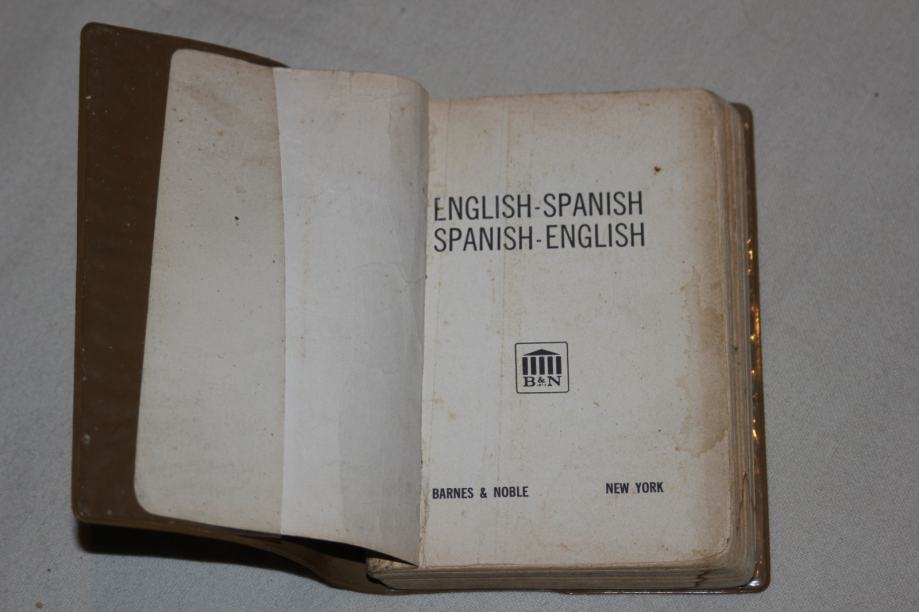 ENGLISH-SPANISH
SPANISH-ENGLISH
B&N
BARNES & NOBLE NEW YORK